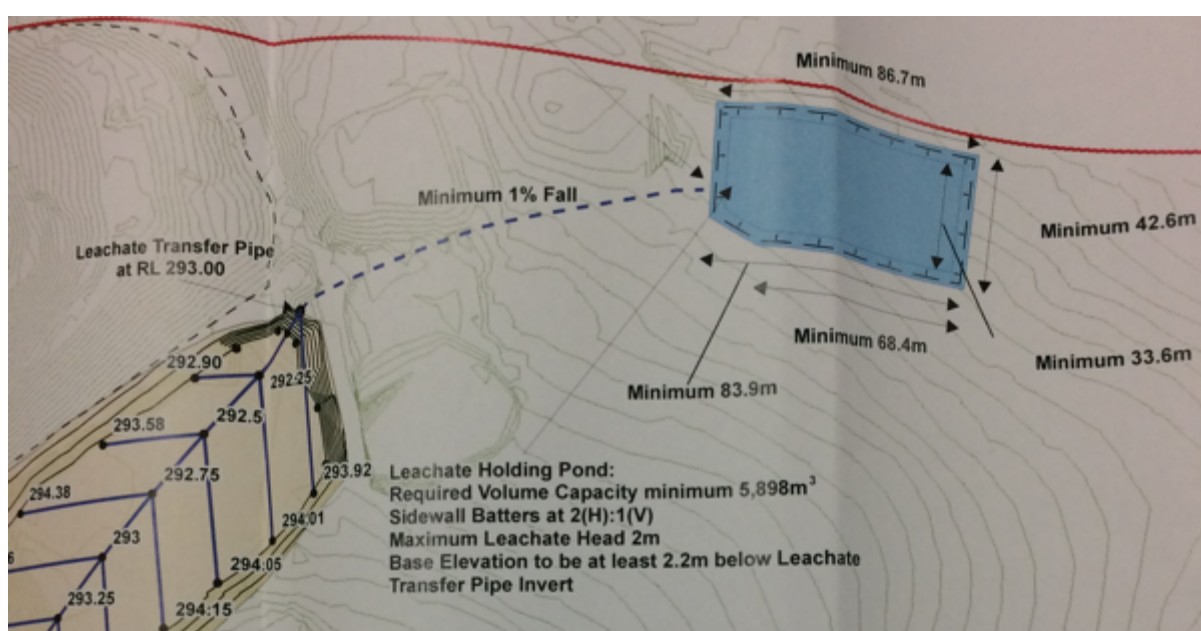 Minimum 86.7m
Minimum 1% Fall
Minimum 42.6m
Leachate Transfer Pipe
at RL 293.00
Minimum 68.4m
Minimum 33.6m
Minimum 83.9m
292.90
292.25
293.58
292.5
292.75
293.92
294.38
294.01
293
294.05
293.25
294.15
Leachate Holding Pond:
Required Volume Capacity minimum 5,898m³
Sidewall Batters at 2(H):1(V)
Maximum Leachate Head 2m
Base Elevation to be at least 2.2m below Leachate
Transfer Pipe Invert